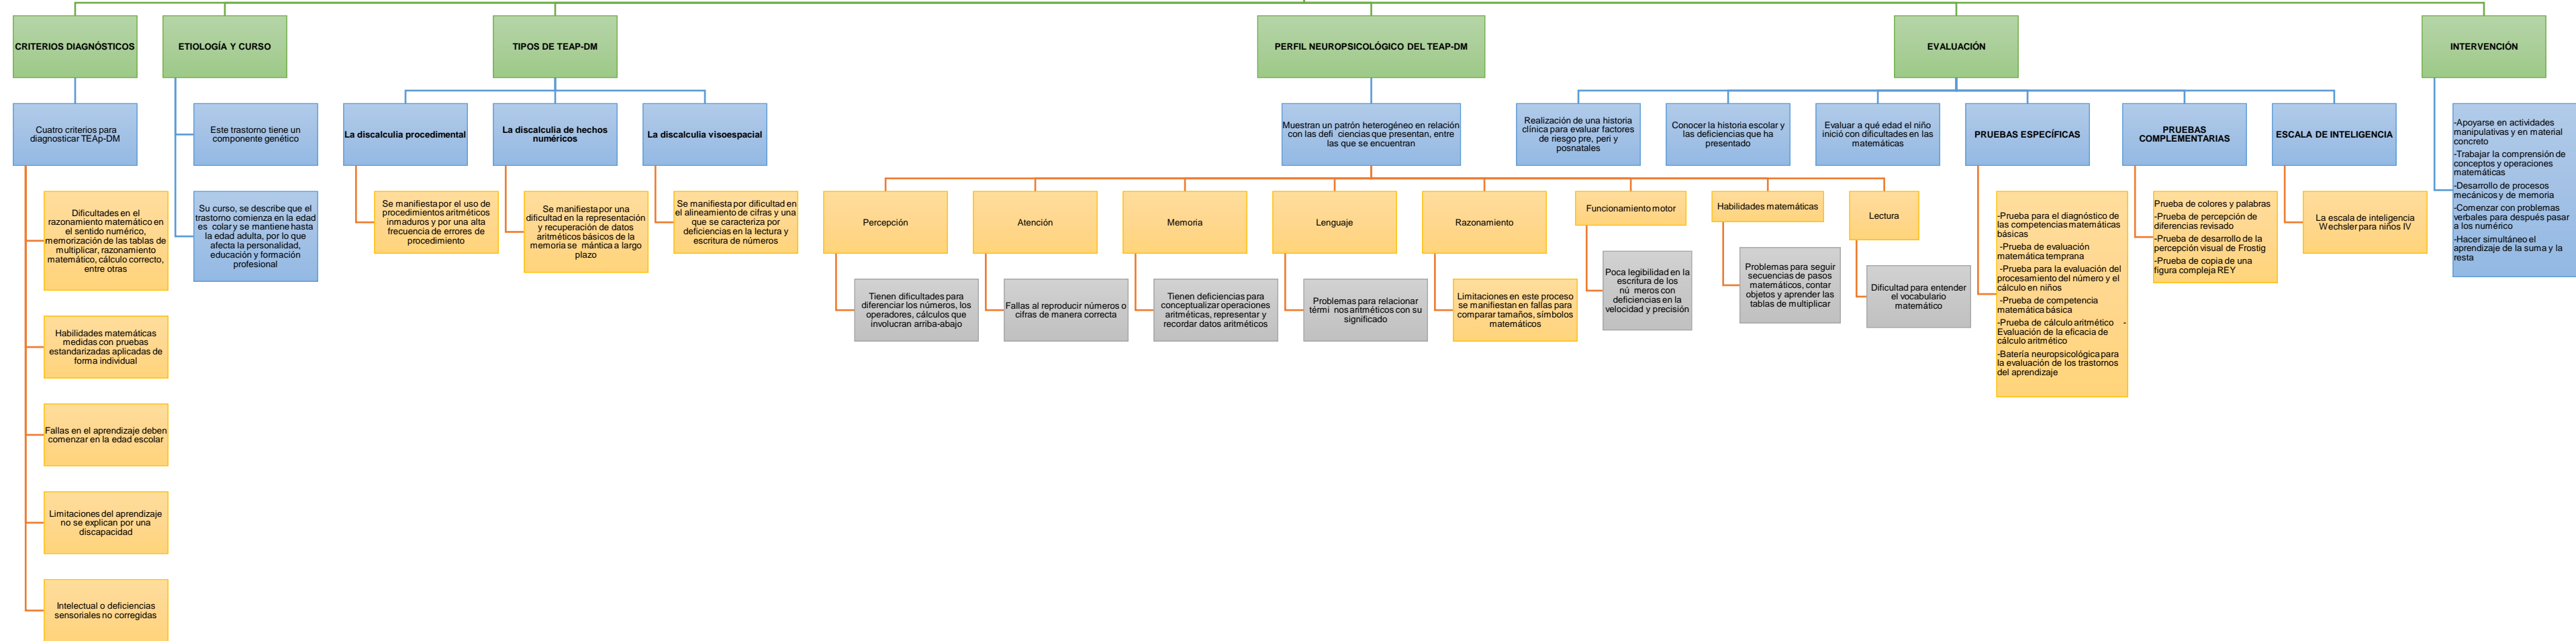 CRITERIOS DIAGNÓSTICOS
Cuatro criterios para
diagnosticar TEAp-DM
Dificultades en el
razonamiento matemático en
el sentido numérico,
memorización de las tablas de
multiplicar, razonamiento
matemático, cálculo correcto,
entre otras
Habilidades matemáticas
medidas con pruebas
estandarizadas aplicadas de
forma individual
Fallas en el aprendizaje deben
comenzar en la edad escolar
Limitaciones del aprendizaje
no se explican por una
discapacidad
Intelectual o deficiencias
sensoriales no corregidas
ETIOLOGÍA Y CURSO
Este trastorno tiene un
componente genético
Su curso, se describe que el
trastorno comienza en la edad
es colar y se mantiene hasta
la edad adulta, por lo que
afecta la personalidad,
educación y formación
profesional
TIPOS DE TEAP-DM
La discalculia procedimental
Se manifiesta por el uso de
procedimientos aritméticos
inmaduros y por una alta
frecuencia de errores de
procedimiento
La discalculia de hechos
numéricos
Se manifiesta por una
dificultad en la representación
y recuperación de datos
aritméticos básicos de la
memoria se mántica a largo
plazo
La discalculia visoespacial
Se manifiesta por dificultad en
el alineamiento de cifras y una
que se caracteriza por
deficiencias en la lectura y
escritura de números
PERFIL NEUROPSICOLÓGICO DEL TEAP-DM
Muestran un patrón heterogéneo en relación
con las defi ciencias que presentan, entre
las que se encuentran
Percepción
Tienen dificultades para
diferenciar los números, los
operadores, cálculos que
involucran arriba-abajo
Atención
Fallas al reproducir números o
cifras de manera correcta
Memoria
Tienen deficiencias para
conceptualizar operaciones
aritméticas, representar y
recordar datos aritméticos
Lenguaje
Problemas para relacionar
térmi nos aritméticos con su
significado
Razonamiento
Limitaciones en este proceso
se manifiestan en fallas para
comparar tamaños, símbolos
matemáticos
Funcionamiento motor
Poca legibilidad en la
escritura de los
nú meros con
deficiencias en la
velocidad y precisión
Habilidades matemáticas
Problemas para seguir
secuencias de pasos
matemáticos, contar
objetos y aprender las
tablas de multiplicar
Lectura
Dificultad para entender
el vocabulario
matemático
EVALUACIÓN
Realización de una historia
clínica para evaluar factores
de riesgo pre, peri y
posnatales
Conocer la historia escolar y
las deficiencias que ha
presentado
Evaluar a qué edad el niño
inició con dificultades en las
matemáticas
PRUEBAS ESPECÍFICAS
-Prueba para el diagnóstico de
las competencias matemáticas
básicas
-Prueba de evaluación
matemática temprana
-Prueba para la evaluación del
procesamiento del número y el
cálculo en niños
-Prueba de competencia
matemática básica
-Prueba de cálculo aritmético -
Evaluación de la eficacia de
cálculo aritmético
-Batería neuropsicológica para
la evaluación de los trastornos
del aprendizaje
PRUEBAS
COMPLEMENTARIAS
Prueba de colores y palabras
-Prueba de percepción de
diferencias revisado
-Prueba de desarrollo de la
percepción visual de Frostig
-Prueba de copia de una
figura compleja REY
ESCALA DE INTELIGENCIA
La escala de inteligencia
Wechsler para niños IV
INTERVENCIÓN
-Apoyarse en actividades
manipulativas y en material
concreto
-Trabajar la comprensión de
conceptos y operaciones
matemáticas
-Desarrollo de procesos
mecánicos y de memoria
-Comenzar con problemas
verbales para después pasar
a los numérico
-Hacer simultáneo el
aprendizaje de la suma y la
resta